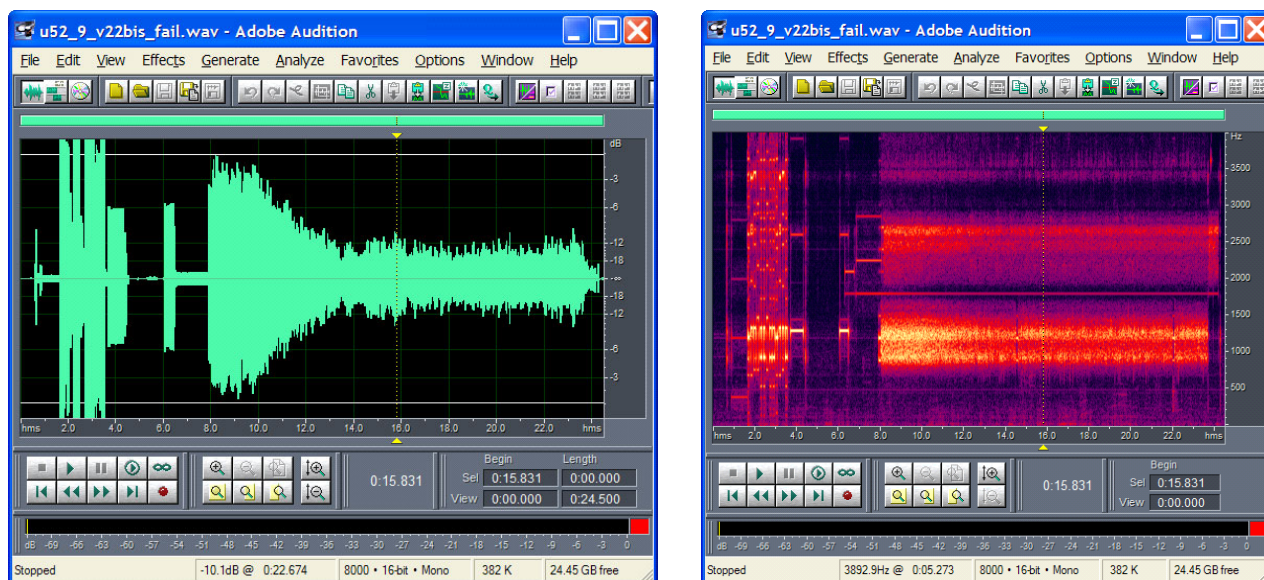 u52_9_v22bis_fail.wav - Adobe Audition
File Edit View Effects Generate Analyze Favorites Options Window Help
dB
-3
-6
-12
-18
-∞
-18
-12
-6
-3
hms 2.0 4.0 6.0 8.0 10.0 12.0 14.0 16.0 18.0 20.0 22.0 hms
0:15.831
Begin Length
Sel 0:15.831 0:00.000
View 0:00.000 0:24.500
dB -69 -66 -63 -60 -57 -54 -51 -48 -45 -42 -39 -36 -33 -30 -27 -24 -21 -18 -15 -12 -9 -6 -3 0
Stopped -10.1dB @ 0:22.674 8000 • 16-bit • Mono 382 K 24.45 GB free
u52_9_v22bis_fail.wav - Adobe Audition
File Edit View Effects Generate Analyze Favorites Options Window Help
Hz
3500
3000
2500
2000
1500
1000
500
hms 2.0 4.0 6.0 8.0 10.0 12.0 14.0 16.0 18.0 20.0 22.0 hms
0:15.831
Begin
Sel 0:15.831
View 0:00.000
dB -69 -66 -63 -60 -57 -54 -51 -48 -45 -42 -39 -36 -33 -30 -27 -24 -21 -18 -15 -12 -9 -6 -3 0
Stopped 3892.9Hz @ 0:05.273 8000 • 16-bit • Mono 382 K 24.45 GB free